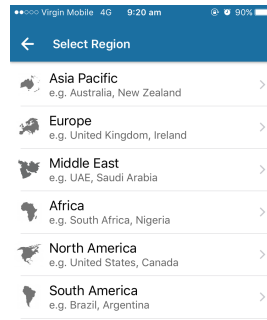 Virgin Mobile 4G 9:20 am 90%
Select Region
Asia Pacific
e.g. Australia, New Zealand
Europe
e.g. United Kingdom, Ireland
Middle East
e.g. UAE, Saudi Arabia
Africa
e.g. South Africa, Nigeria
North America
e.g. United States, Canada
South America
e.g. Brazil, Argentina